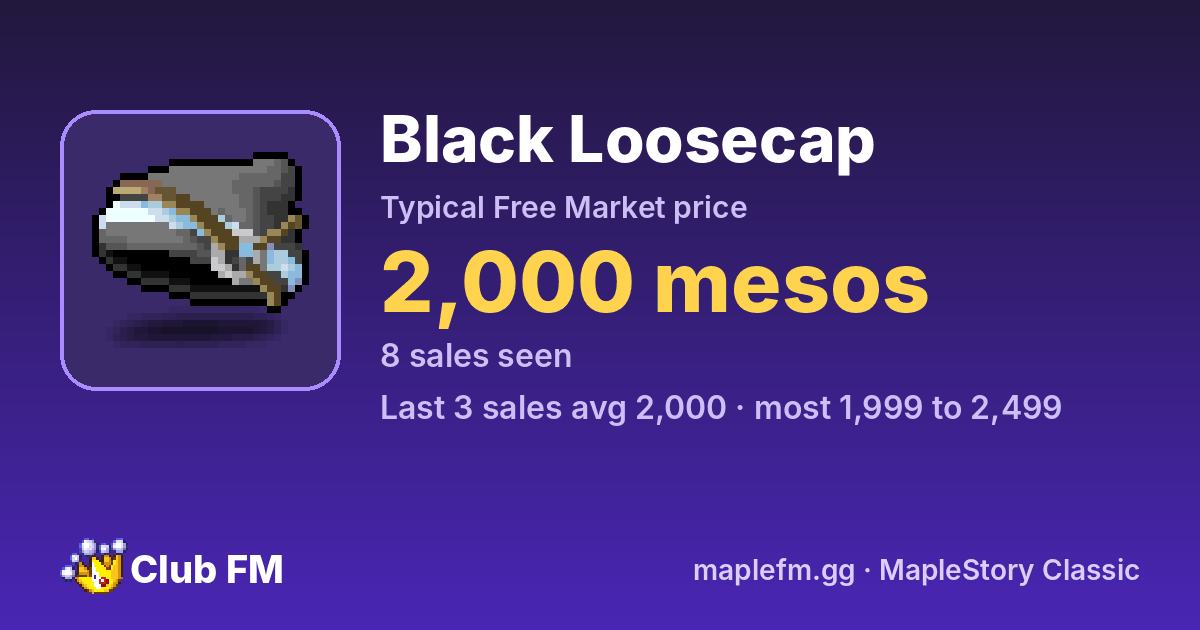 Black Loosecap
Typical Free Market price
2,000 mesos
8 sales seen
Last 3 sales avg 2,000 · most 1,999 to 2,499
Club FM
maplefm.gg · MapleStory Classic